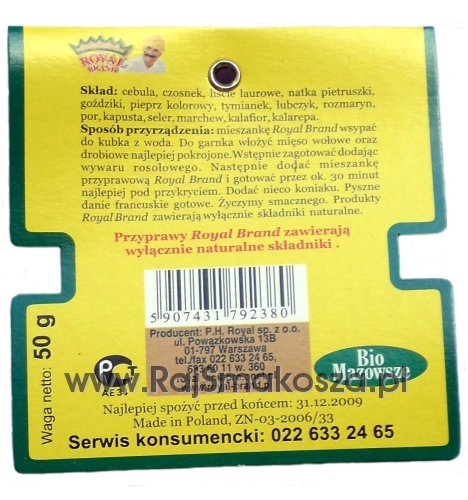 ROYAL
BRAND
Skład: cebula, czosnek, liście laurowe, natka pietruszki,
goździki, pieprz kolorowy, tymianek, lubczyk, rozmaryn,
por, kapusta, seler, marchew, kalafior, kalarepa.
Sposób przyrządzenia: mieszankę Royal Brand wsypać
do kubka z woda. Do garnka włożyć mięso wołowe oraz
drobiowe najlepiej pokrojone.Wstępnie zagotować dodając
wywaru rosołowego. Następnie dodać mieszankę
przyprawową Royal Brand i gotować przez ok. 30 minut
najlepiej pod przykryciem. Dodać nieco koniaku. Pyszne
danie francuskie gotowe. Życzymy smacznego. Produkty
Royal Brand zawierają wyłącznie składniki naturalne.
Przyprawy Royal Brand zawierają
wyłącznie naturalne składniki .
5907431792380
Producent: P.H. Royal sp. z o.o.
ul. Powązkowska 13B
01-797 Warszawa
tel./fax 022 633 22 65,
w. 360
Waga netto: 50 g
Bio
Mazowsze
www.RajSmakosza.pl
Najlepiej spożyć przed końcem: 31.12.2009
Made in Poland, ZN-03-2006/33
Serwis konsumencki: 022 633 24 65